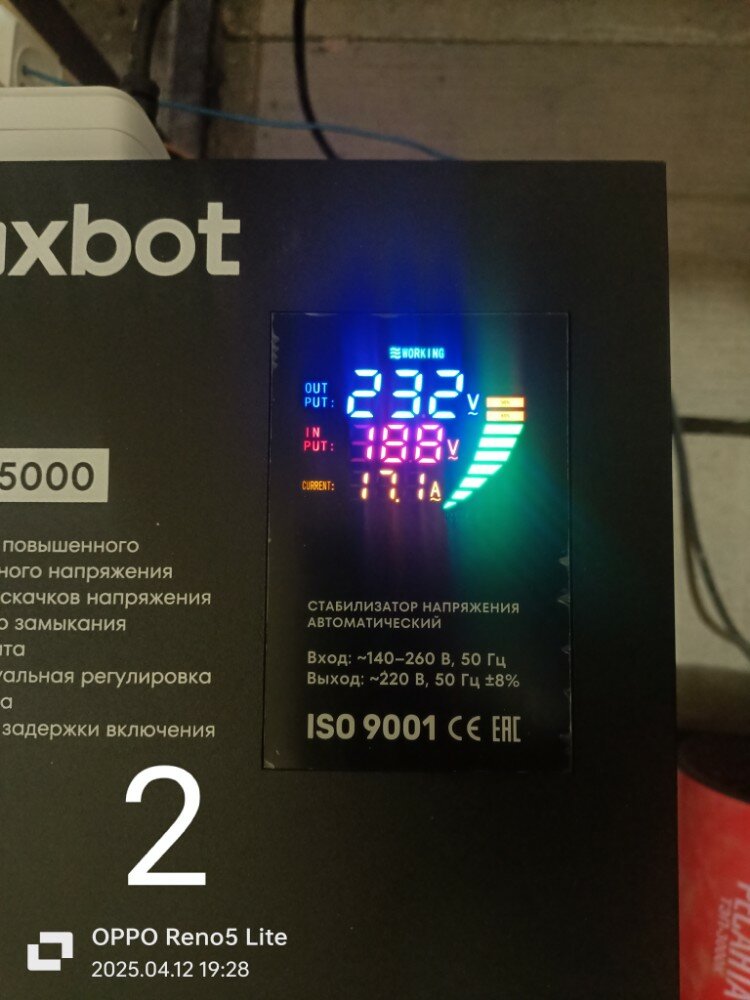 xbot
WORKING
OUT PUT: 232 V
IN PUT: 188 V
CURRENT: 17.1 A
5000
повышенного
ного напряжения
скачков напряжения
о замыкания
ита
уальная регулировка
а
задержки включения
СТАБИЛИЗАТОР НАПРЯЖЕНИЯ
АВТОМАТИЧЕСКИЙ
Вход: ~140–260 В, 50 Гц
Выход: ~220 В, 50 Гц ±8%
ISO 9001 CE EAC
2
OPPO Reno5 Lite
2025.04.12 19:28